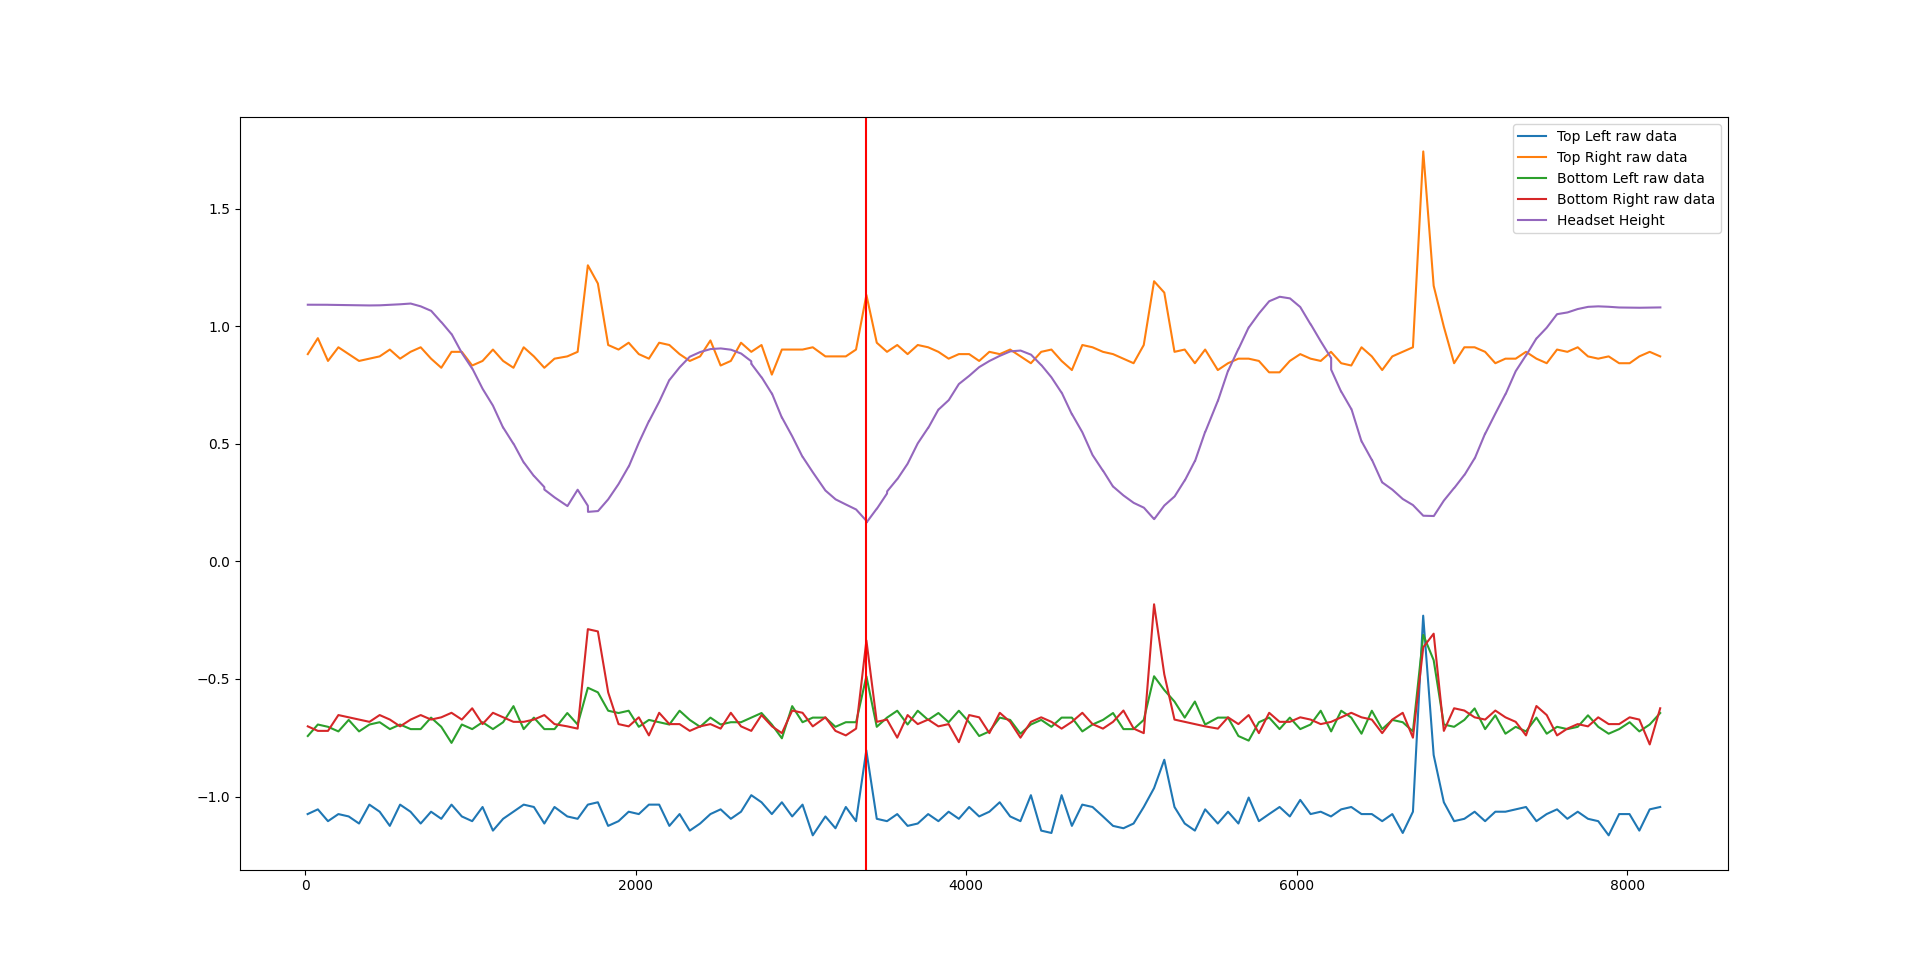 Top Left raw data
Top Right raw data
Bottom Left raw data
Bottom Right raw data
Headset Height
1.5
1.0
0.5
0.0
−0.5
−1.0
0 2000 4000 6000 8000